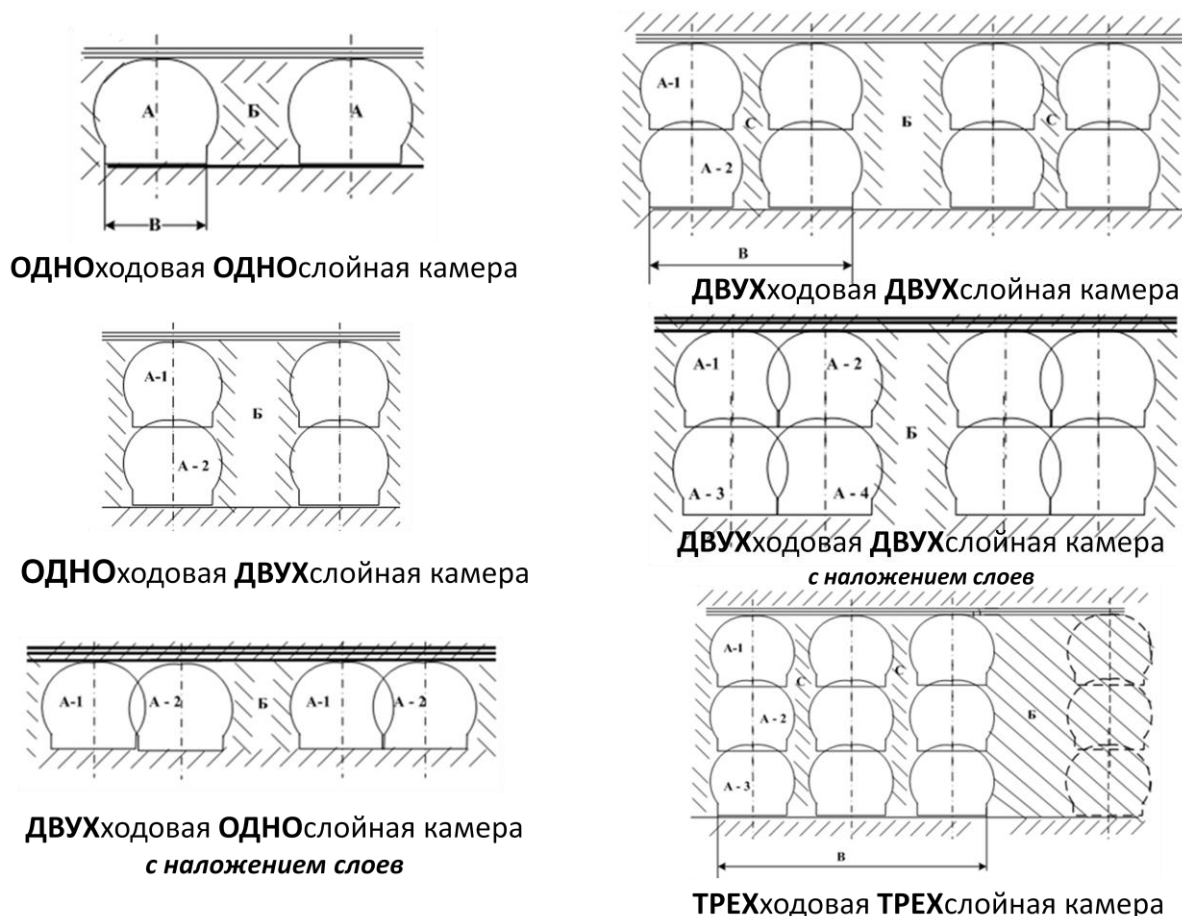 А
Б
А
В
ОДНОходовая ОДНОслойная камера
А-1
Б
А - 2
ОДНОходовая ДВУХслойная камера
А-1
А - 2
Б
А-1
А - 2
ДВУХходовая ОДНОслойная камера
с наложением слоев
А-1
С
Б
С
А - 2
В
ДВУХходовая ДВУХслойная камера
А-1
А - 2
Б
А - 3
А - 4
ДВУХходовая ДВУХслойная камера
с наложением слоев
А-1
С
С
А - 2
Б
А - 3
В
ТРЕХходовая ТРЕХслойная камера